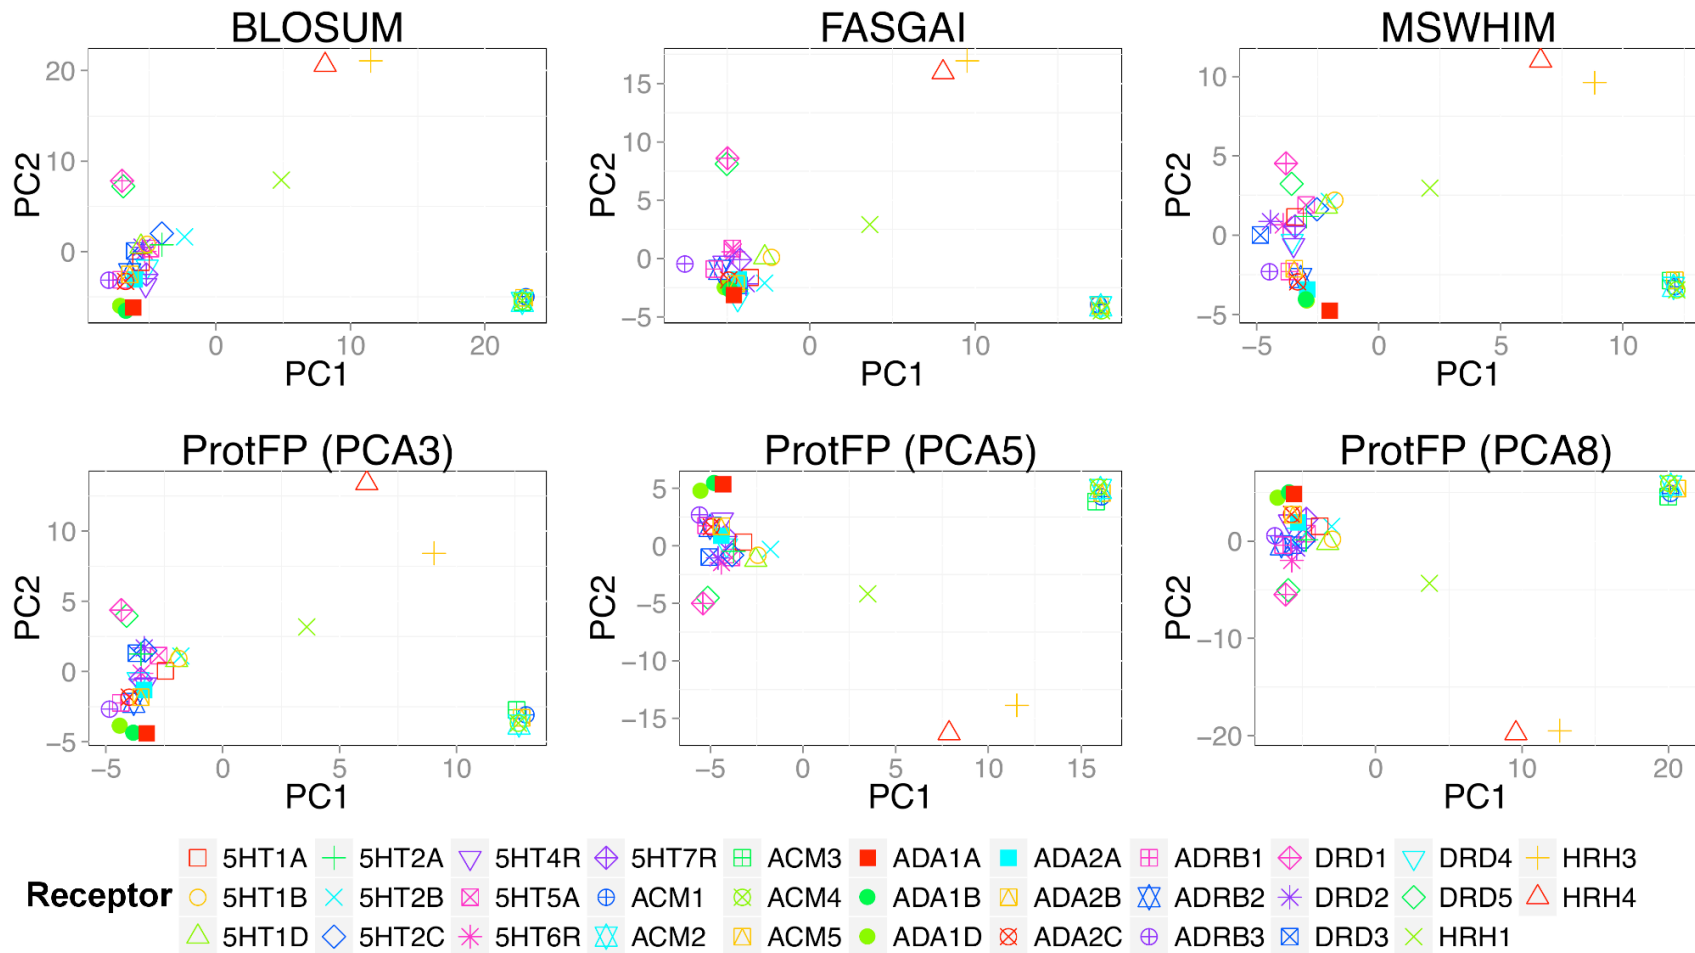 BLOSUM FASGAI MSWHIM
20
10
0
PC2
0 10 20
PC1
15
10
5
0
−5
PC2
0 10
PC1
10
5
0
−5
PC2
−5 0 5 10
PC1
ProtFP (PCA3) ProtFP (PCA5) ProtFP (PCA8)
10
5
0
−5
PC2
−5 0 5 10
PC1
5
0
−5
−10
−15
PC2
−5 0 5 10 15
PC1
0
−10
−20
PC2
0 10 20
PC1
5HT1A 5HT2A 5HT4R 5HT7R ACM3 ADA1A ADA2A ADRB1 DRD1 DRD4 HRH3
Receptor 5HT1B 5HT2B 5HT5A ACM1 ACM4 ADA1B ADA2B ADRB2 DRD2 DRD5 HRH4
5HT1D 5HT2C 5HT6R ACM2 ACM5 ADA1D ADA2C ADRB3 DRD3 HRH1